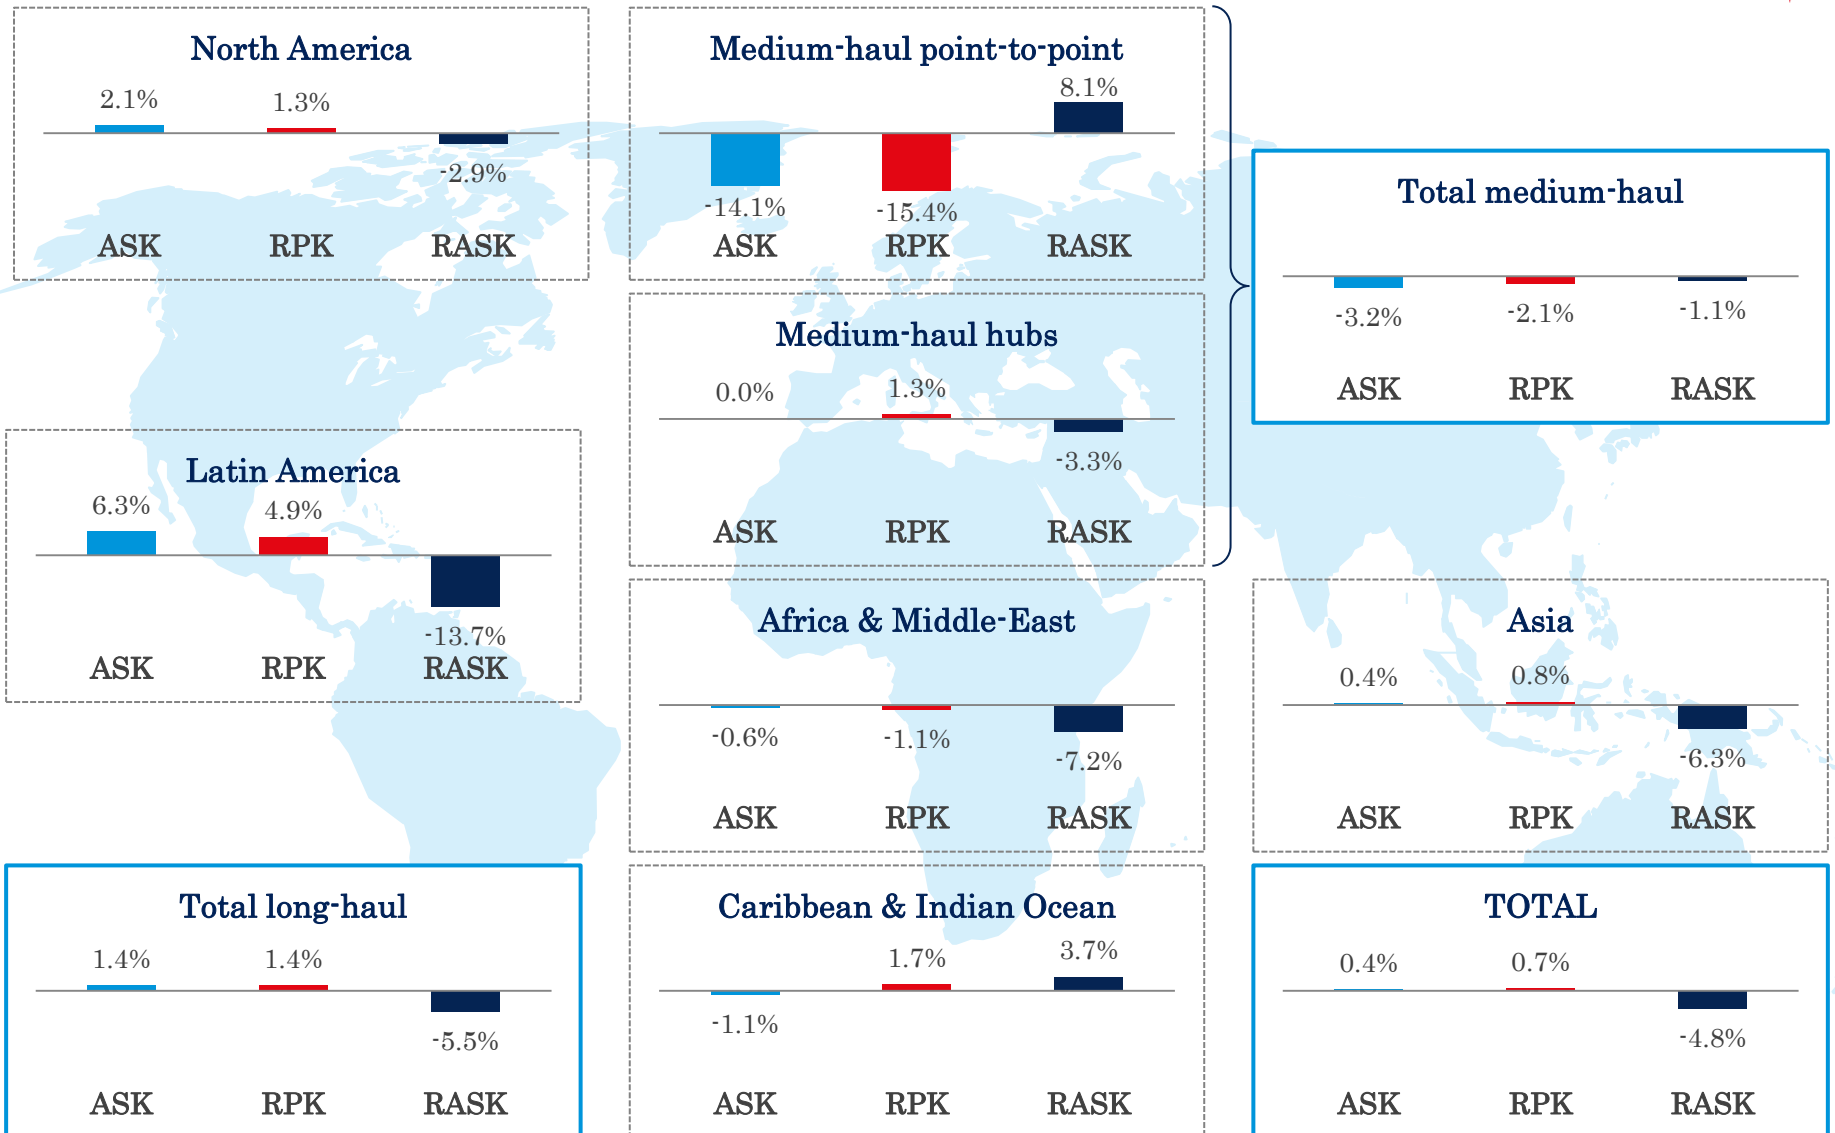 North America
2.1%
1.3%
-2.9%
ASK RPK RASK
Medium-haul point-to-point
8.1%
-14.1%
-15.4%
ASK RPK RASK
Total medium-haul
-3.2%
-2.1%
-1.1%
ASK RPK RASK
Medium-haul hubs
0.0%
1.3%
-3.3%
ASK RPK RASK
Latin America
6.3%
4.9%
-13.7%
ASK RPK RASK
Africa & Middle-East
-0.6%
-1.1%
-7.2%
ASK RPK RASK
Asia
0.4%
0.8%
-6.3%
ASK RPK RASK
Total long-haul
1.4%
1.4%
-5.5%
ASK RPK RASK
Caribbean & Indian Ocean
-1.1%
1.7%
3.7%
ASK RPK RASK
TOTAL
0.4%
0.7%
-4.8%
ASK RPK RASK